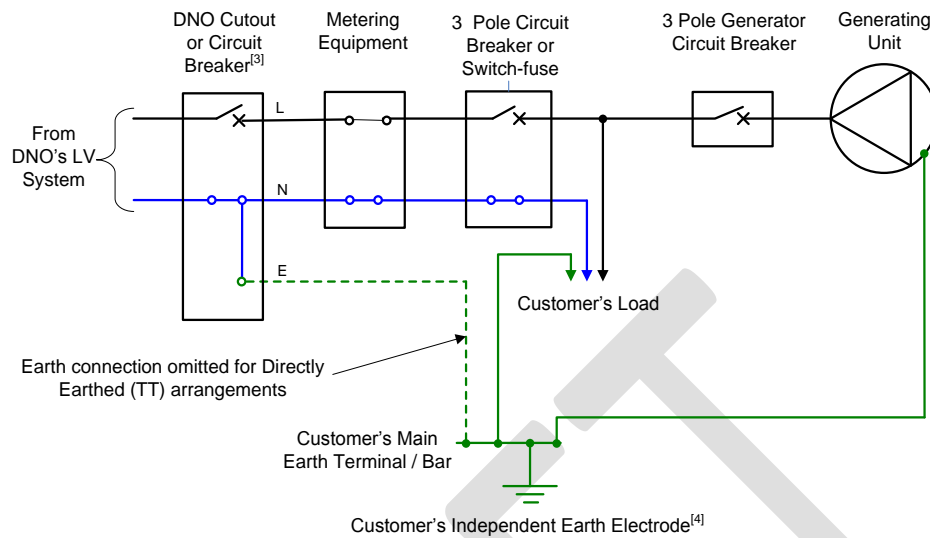 DNO Cutout
or Circuit
Breaker[3]
Metering
Equipment
3 Pole Circuit
Breaker or
Switch-fuse
3 Pole Generator
Circuit Breaker
Generating
Unit
L
From
DNO's LV
System
N
E
Customer's Load
Earth connection omitted for Directly
Earthed (TT) arrangements
Customer's Main
Earth Terminal / Bar
Customer's Independent Earth Electrode[4]